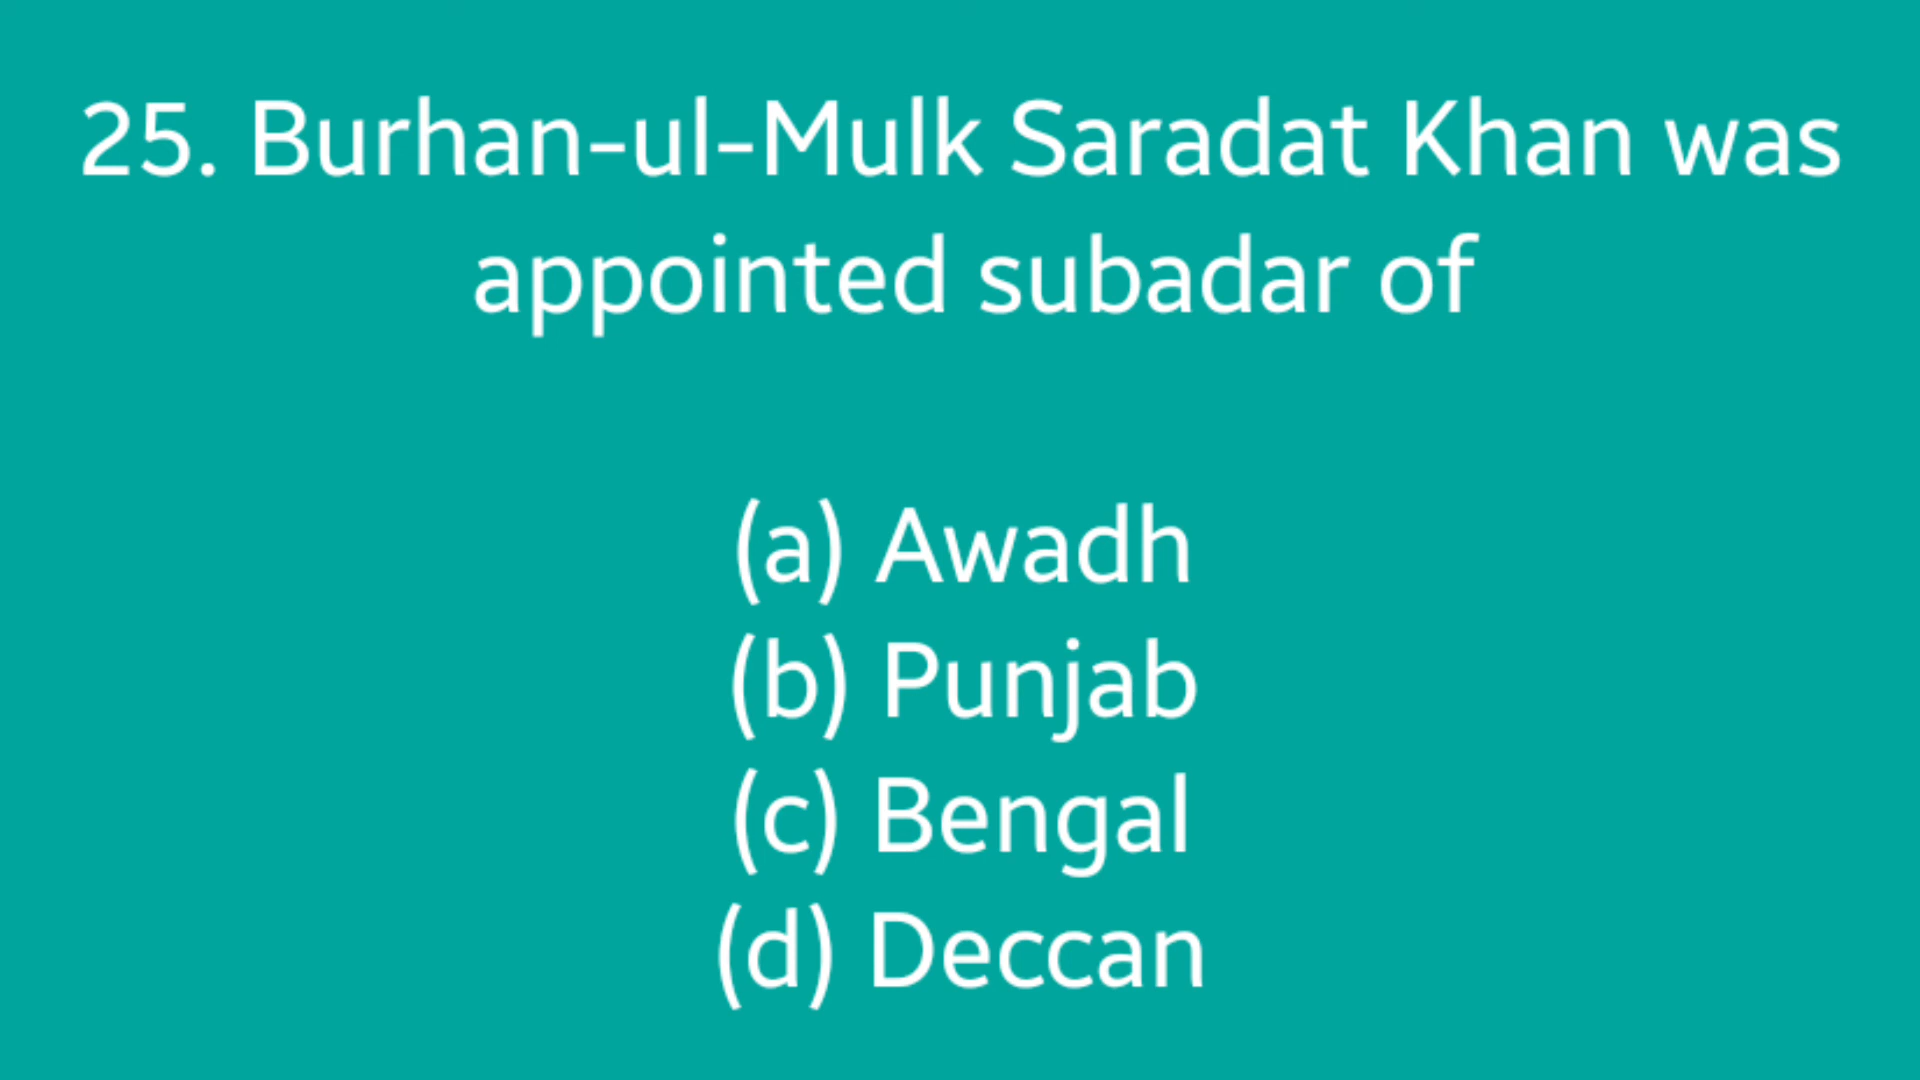 25. Burhan-ul-Mulk Saradat Khan was
appointed subadar of
(a) Awadh
(b) Punjab
(c) Bengal
(d) Deccan